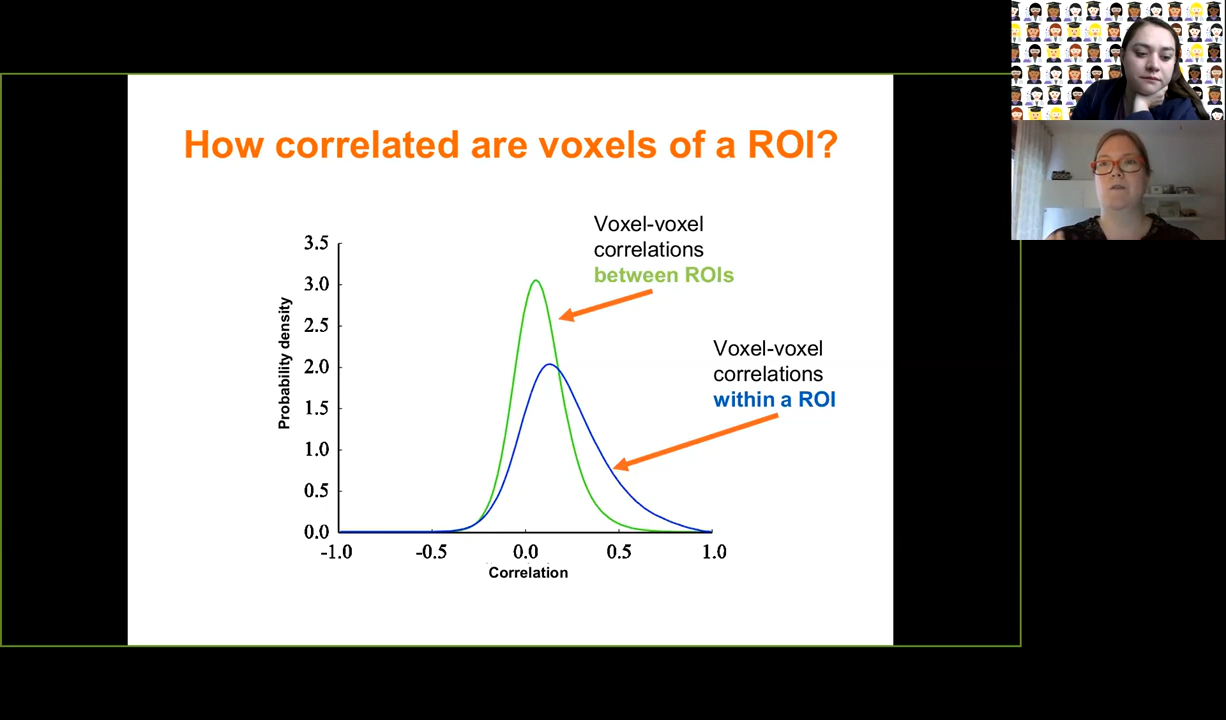 How correlated are voxels of a ROI?
Voxel-voxel
correlations
between ROIs
Voxel-voxel
correlations
within a ROI
Probability density
3.5
3.0
2.5
2.0
1.5
1.0
0.5
0.0
-1.0 -0.5 0.0 0.5 1.0
Correlation